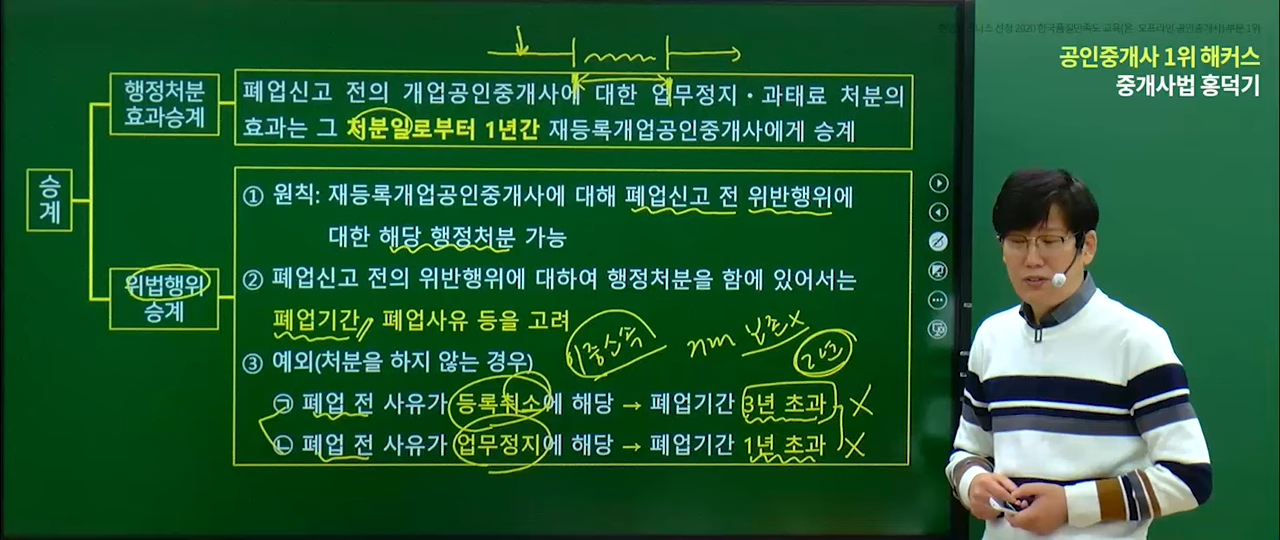 공인중개사 1위 해커스
중개사법 홍덕기
승계
행정처분
효과승계
폐업신고 전의 개업공인중개사에 대한 업무정지・과태료 처분의
효과는 그 처분일로부터 1년간 재등록개업공인중개사에게 승계
위법행위
승계
① 원칙: 재등록개업공인중개사에 대해 폐업신고 전 위반행위에
대한 해당 행정처분 가능
② 폐업신고 전의 위반행위에 대하여 행정처분을 함에 있어서는
폐업기간, 폐업사유 등을 고려
③ 예외(처분을 하지 않는 경우)
이중소속
보존X
2년
㉠ 폐업 전 사유가 등록취소에 해당 → 폐업기간 3년 초과 X
㉡ 폐업 전 사유가 업무정지에 해당 → 폐업기간 1년 초과 X